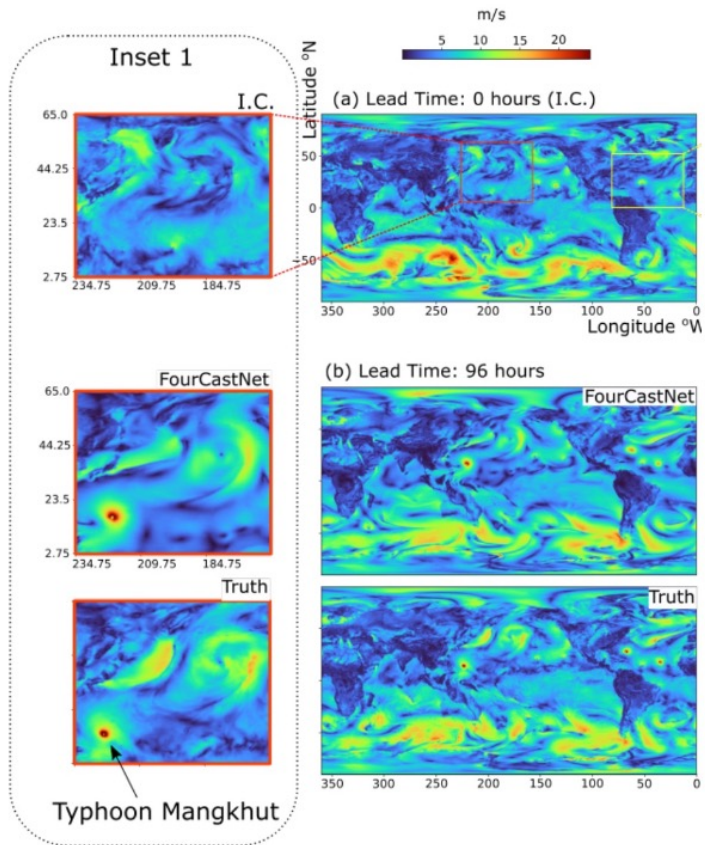 m/s
5 10 15 20
Inset 1
I.C.
65.0
44.25
23.5
2.75
234.75 209.75 184.75
Latitude °N
(a) Lead Time: 0 hours (I.C.)
50
0
−50
350 300 250 200 150 100 50 0
Longitude °W
(b) Lead Time: 96 hours
FourCastNet
65.0
44.25
23.5
2.75
234.75 209.75 184.75
FourCastNet
Truth
Truth
350 300 250 200 150 100 50 0
Typhoon Mangkhut